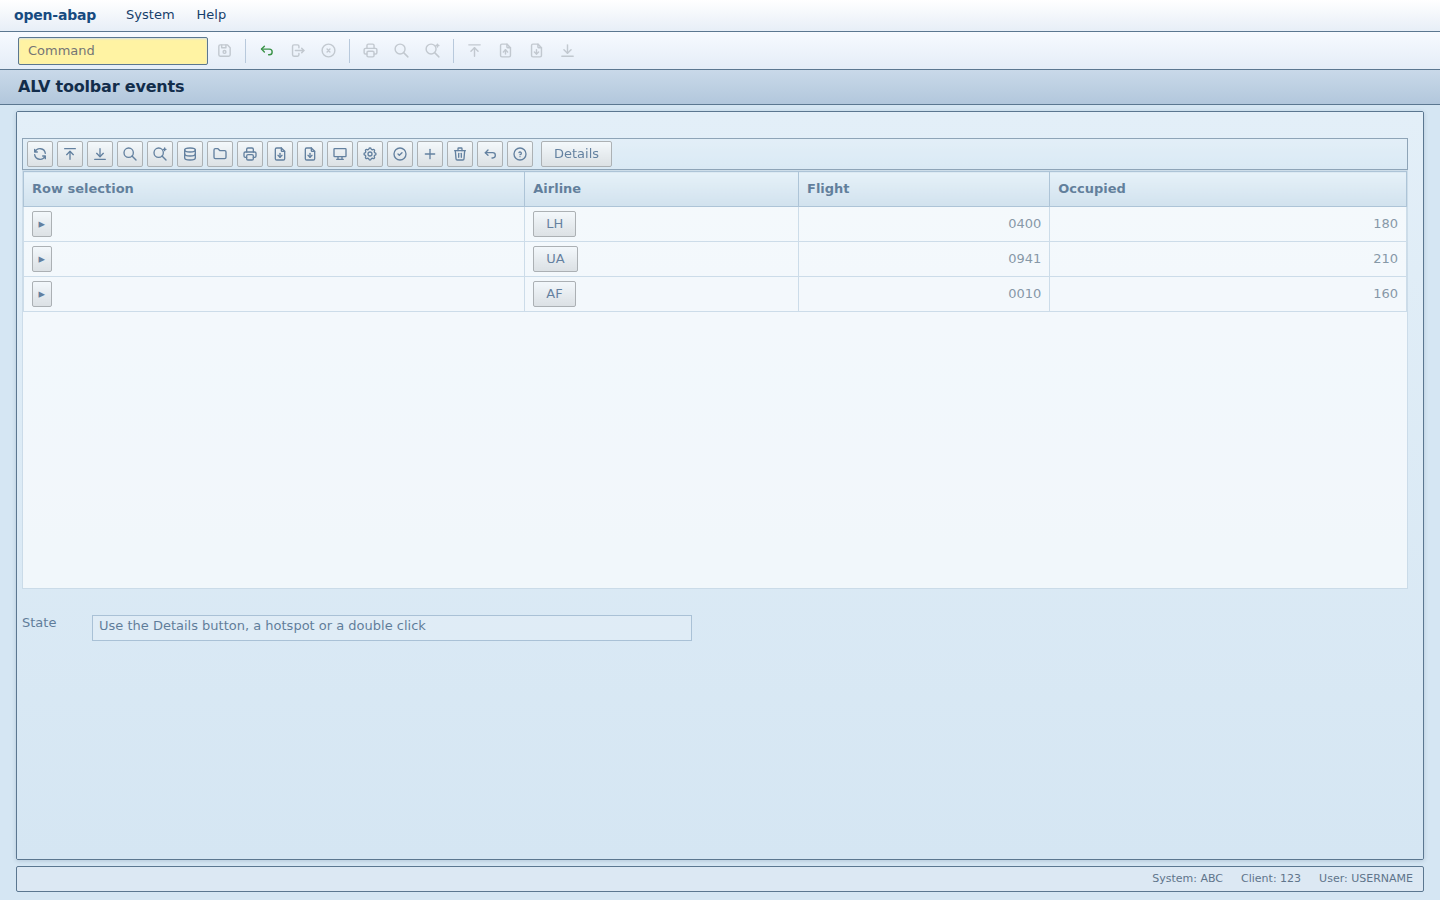 open-abap System Help
Command
ALV toolbar events
Details
Row selection Airline Flight Occupied
LH 0400 180
UA 0941 210
AF 0010 160
State Use the Details button, a hotspot or a double click
System: ABC Client: 123 User: USERNAME